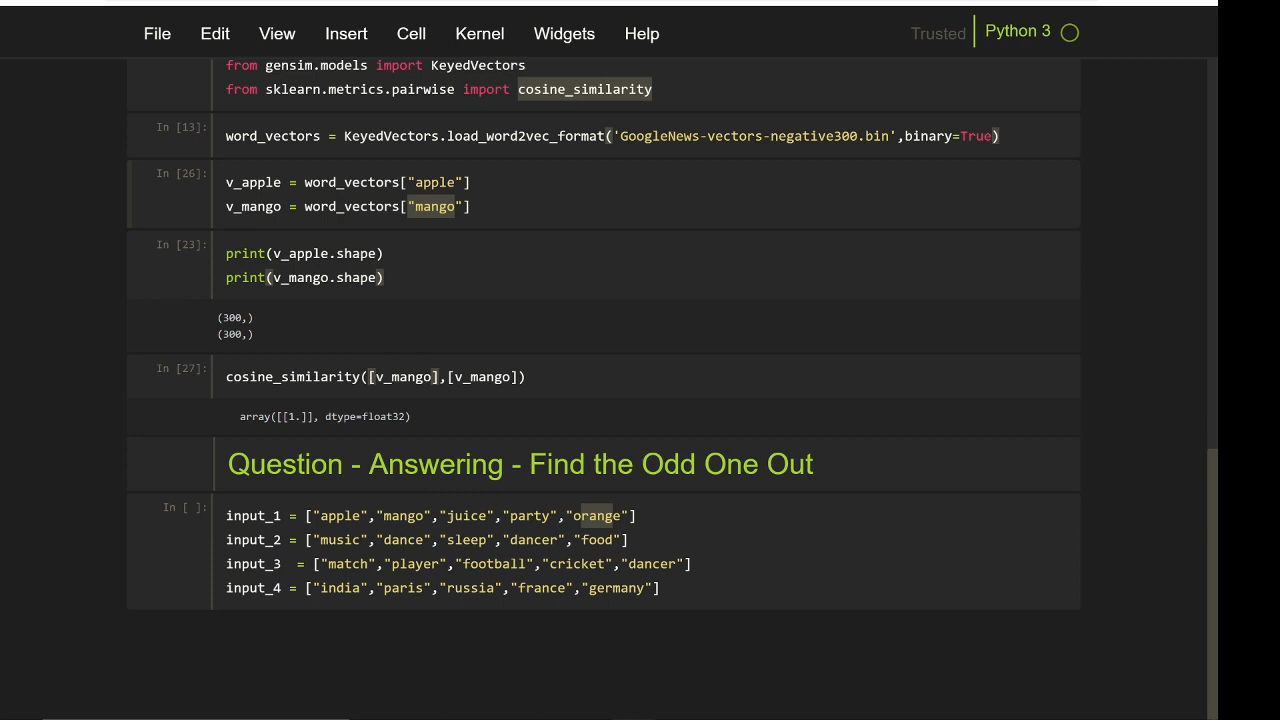 File Edit View Insert Cell Kernel Widgets Help Trusted Python 3
from gensim.models import KeyedVectors
from sklearn.metrics.pairwise import cosine_similarity
In [13]: word_vectors = KeyedVectors.load_word2vec_format('GoogleNews-vectors-negative300.bin',binary=True)
In [26]: v_apple = word_vectors["apple"]
v_mango = word_vectors["mango"]
In [23]: print(v_apple.shape)
print(v_mango.shape)
(300,)
(300,)
In [27]: cosine_similarity([v_mango],[v_mango])
array([[1.]], dtype=float32)
Question - Answering - Find the Odd One Out
In [ ]: input_1 = ["apple","mango","juice","party","orange"]
input_2 = ["music","dance","sleep","dancer","food"]
input_3  = ["match","player","football","cricket","dancer"]
input_4 = ["india","paris","russia","france","germany"]